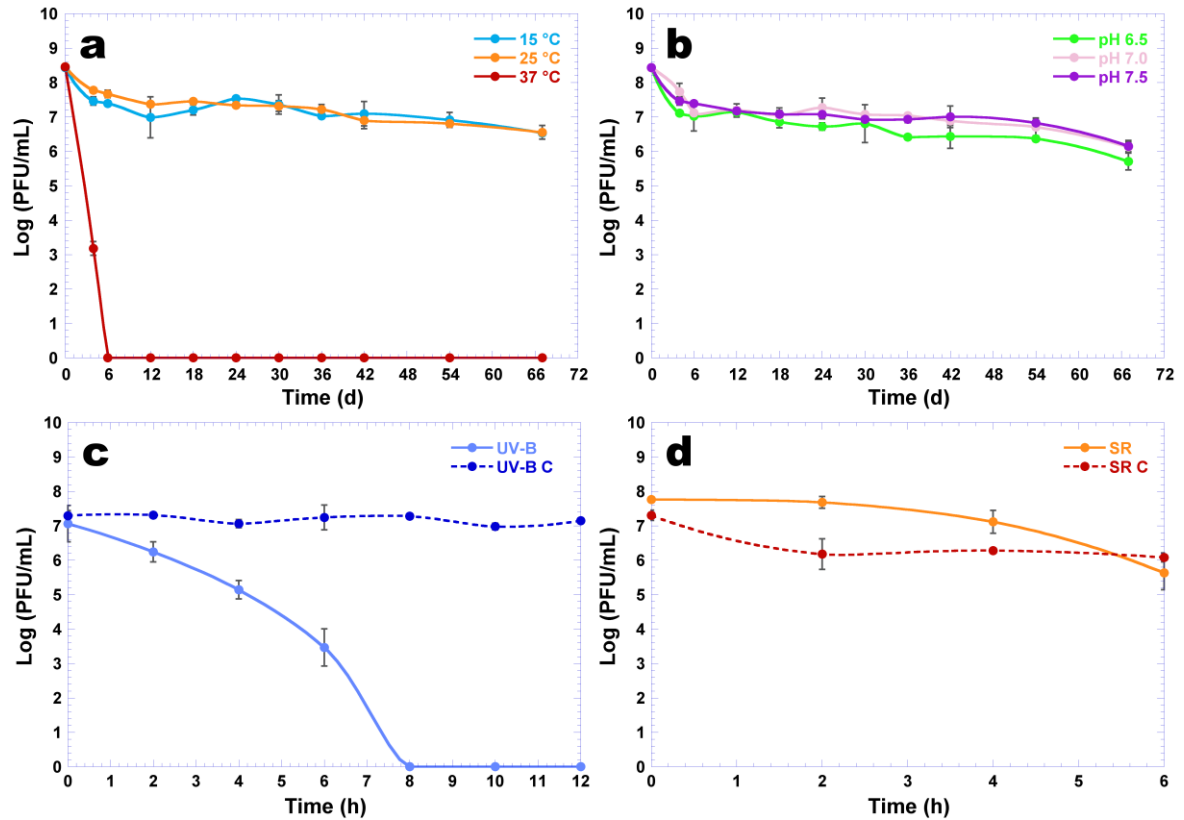 a
15 °C
25 °C
37 °C
Log (PFU/mL)
10
9
8
7
6
5
4
3
2
1
0
0 6 12 18 24 30 36 42 48 54 60 66 72
Time (d)
b
pH 6.5
pH 7.0
pH 7.5
Log (PFU/mL)
10
9
8
7
6
5
4
3
2
1
0
0 6 12 18 24 30 36 42 48 54 60 66 72
Time (d)
c
UV-B
UV-B C
Log (PFU/mL)
10
9
8
7
6
5
4
3
2
1
0
0 1 2 3 4 5 6 7 8 9 10 11 12
Time (h)
d
SR
SR C
Log (PFU/mL)
10
9
8
7
6
5
4
3
2
1
0
0 1 2 3 4 5 6
Time (h)